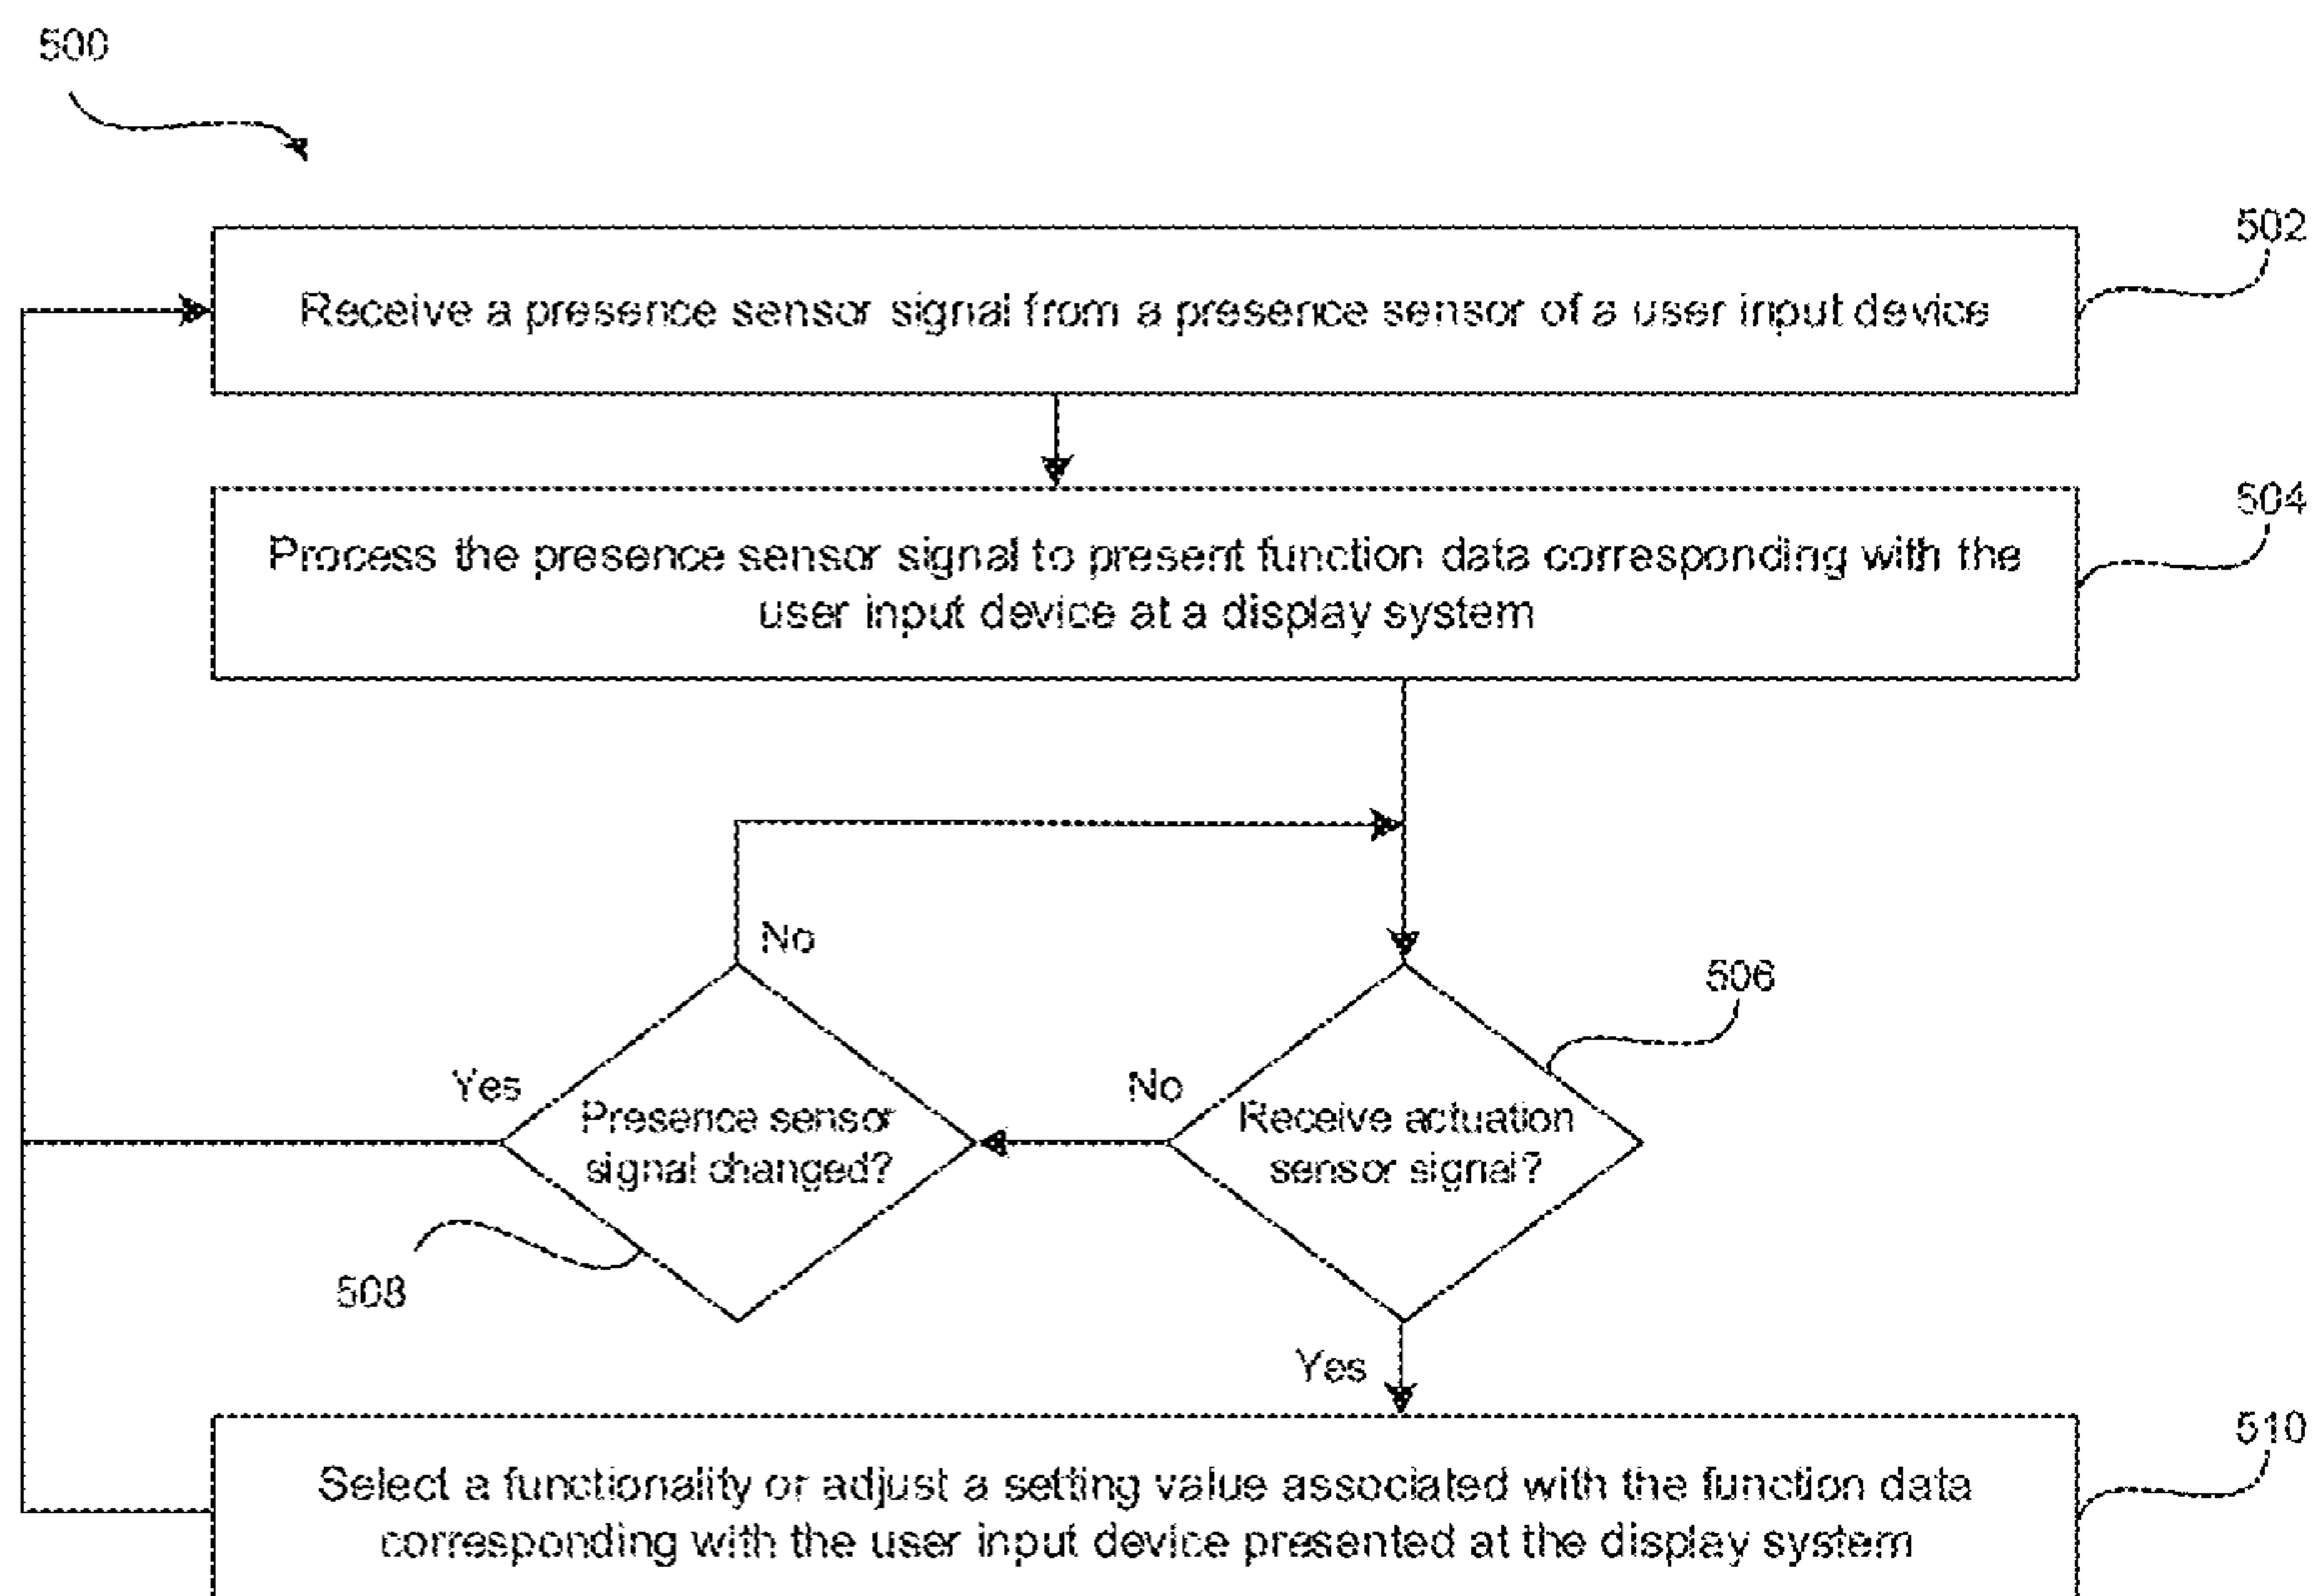 500
502
Receive a presence sensor signal from a presence sensor of a user input device
504
Process the presence sensor signal to present function data corresponding with the
user input device at a display system
No
506
Yes
Presence sensor
signal changed?
No
Receive actuation
sensor signal?
508
Yes
510
Select a functionality or adjust a setting value associated with the function data
corresponding with the user input device presented at the display system